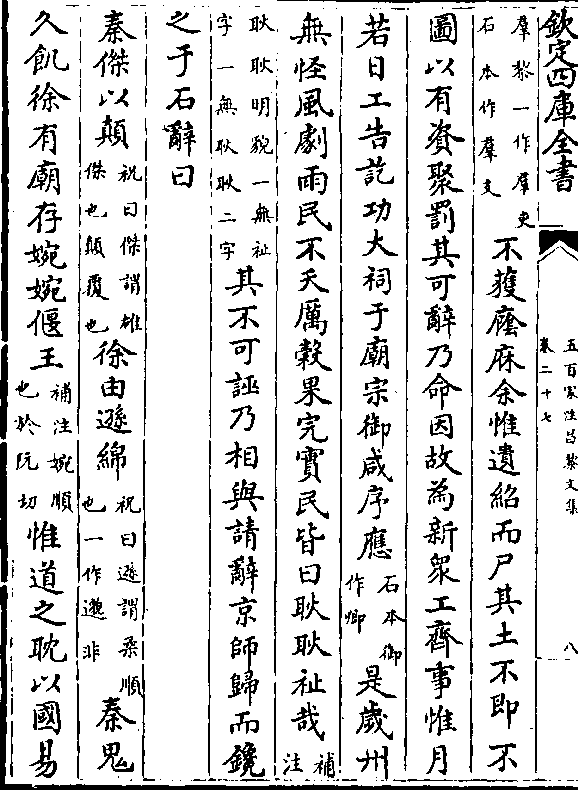 欽定四庫全書
五百家注昌黎文集
卷二十七
八
羣黎一作羣吏
石本作羣支
不獲廕庥余惟遺紹而尸其土不即不
圖以有資聚罰其可辭乃命因故為新衆工齊事惟月
若日工告訖功大祠于廟宗御咸序應石本御
作卿是歲州
無怪風劇雨民不夭厲穀果完實民皆曰耿耿祉哉補
注
耿耿明貌一無祉
字一無耿耿二字
其不可誣乃相與請辭京師歸而鑱
之于石辭曰
秦傑以顛祝曰傑謂雄
傑也顛覆也
徐由遜綿祝曰遜謂柔順
也一作遯非
秦鬼
久飢徐有廟存婉婉偃王補注婉順
也於阮切
惟道之耽以國易